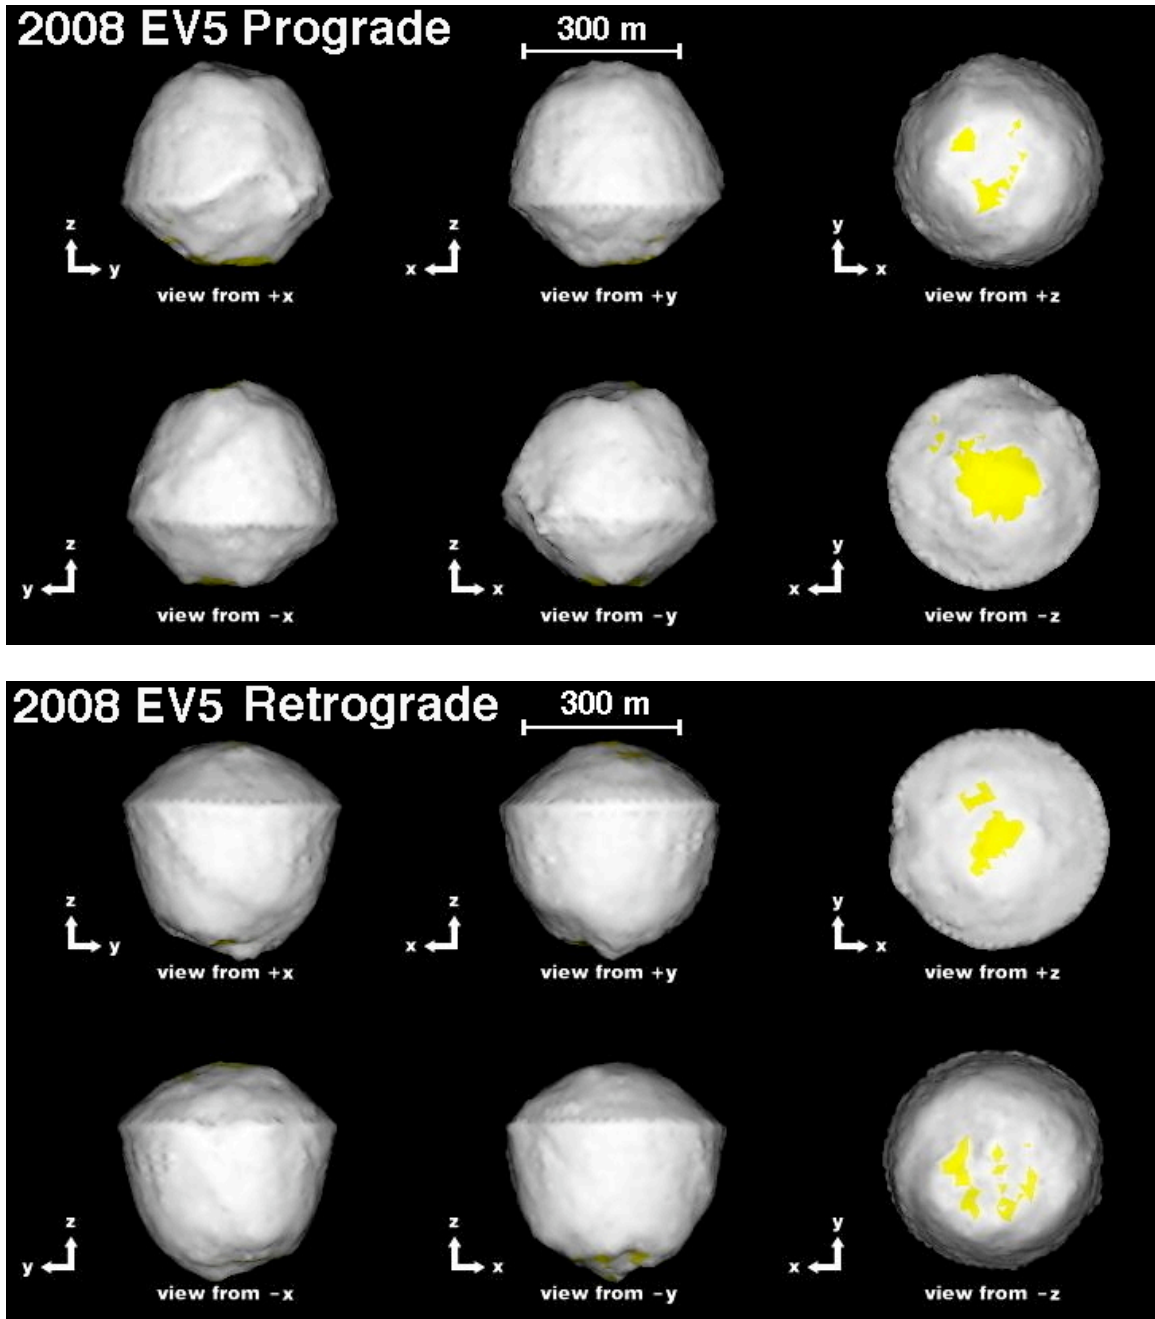 2008 EV5 Prograde
300 m
z
y
view from +x
z
x
view from +y
y
x
view from +z
z
y
view from -x
z
x
view from -y
y
x
view from -z
2008 EV5 Retrograde
300 m
z
y
view from +x
z
x
view from +y
y
x
view from +z
z
y
view from -x
z
x
view from -y
y
x
view from -z